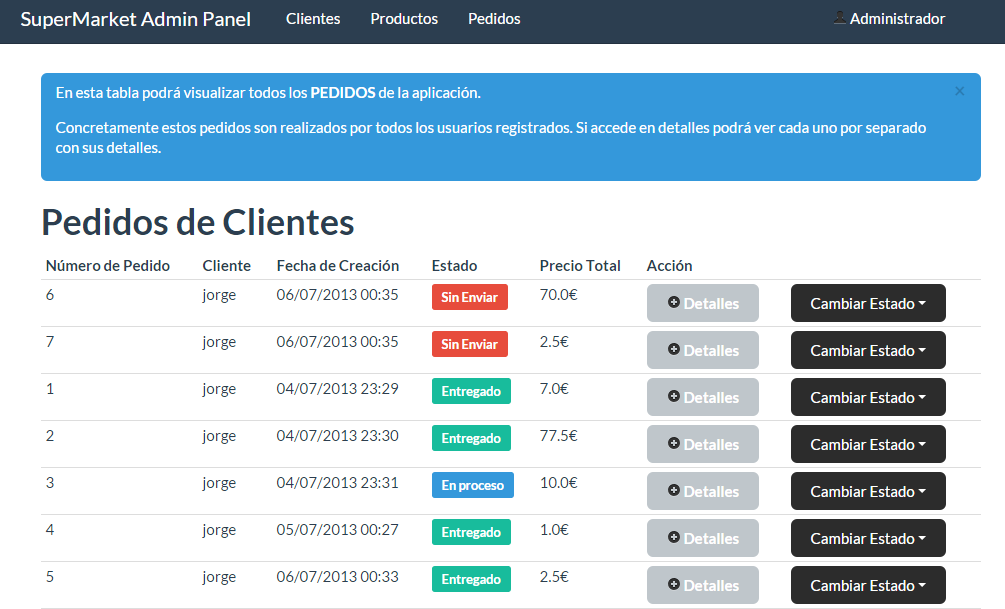 SuperMarket Admin Panel Clientes Productos Pedidos Administrador
En esta tabla podrá visualizar todos los PEDIDOS de la aplicación. ×
Concretamente estos pedidos son realizados por todos los usuarios registrados. Si accede en detalles podrá ver cada uno por separado
con sus detalles.
Pedidos de Clientes
Número de Pedido Cliente Fecha de Creación Estado Precio Total Acción
6 jorge 06/07/2013 00:35 Sin Enviar 70.0€ Detalles Cambiar Estado
7 jorge 06/07/2013 00:35 Sin Enviar 2.5€ Detalles Cambiar Estado
1 jorge 04/07/2013 23:29 Entregado 7.0€ Detalles Cambiar Estado
2 jorge 04/07/2013 23:30 Entregado 77.5€ Detalles Cambiar Estado
3 jorge 04/07/2013 23:31 En proceso 10.0€ Detalles Cambiar Estado
4 jorge 05/07/2013 00:27 Entregado 1.0€ Detalles Cambiar Estado
5 jorge 06/07/2013 00:33 Entregado 2.5€ Detalles Cambiar Estado